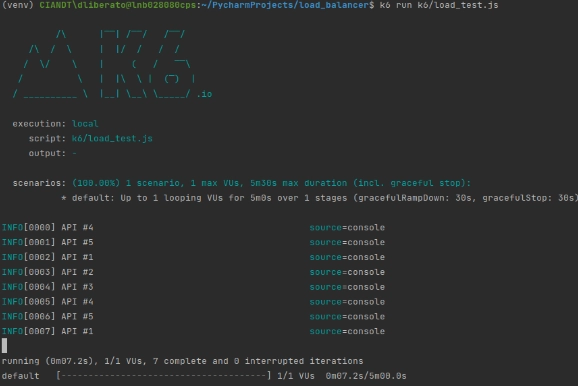 (venv) CIANDT\dliberato@lnb028080cps:~/PycharmProjects/load_balancer$ k6 run k6/load_test.js
.io
execution: local
script: k6/load_test.js
output: -
scenarios: (100.00%) 1 scenario, 1 max VUs, 5m30s max duration (incl. graceful stop):
* default: Up to 1 looping VUs for 5m0s over 1 stages (gracefulRampDown: 30s, gracefulStop: 30s)
INFO[0000] API #4 source=console
INFO[0001] API #5 source=console
INFO[0002] API #1 source=console
INFO[0003] API #2 source=console
INFO[0004] API #3 source=console
INFO[0005] API #4 source=console
INFO[0006] API #5 source=console
INFO[0007] API #1 source=console
running (0m07.2s), 1/1 VUs, 7 complete and 0 interrupted iterations
default [--------------------------------------] 1/1 VUs 0m07.2s/5m00.0s